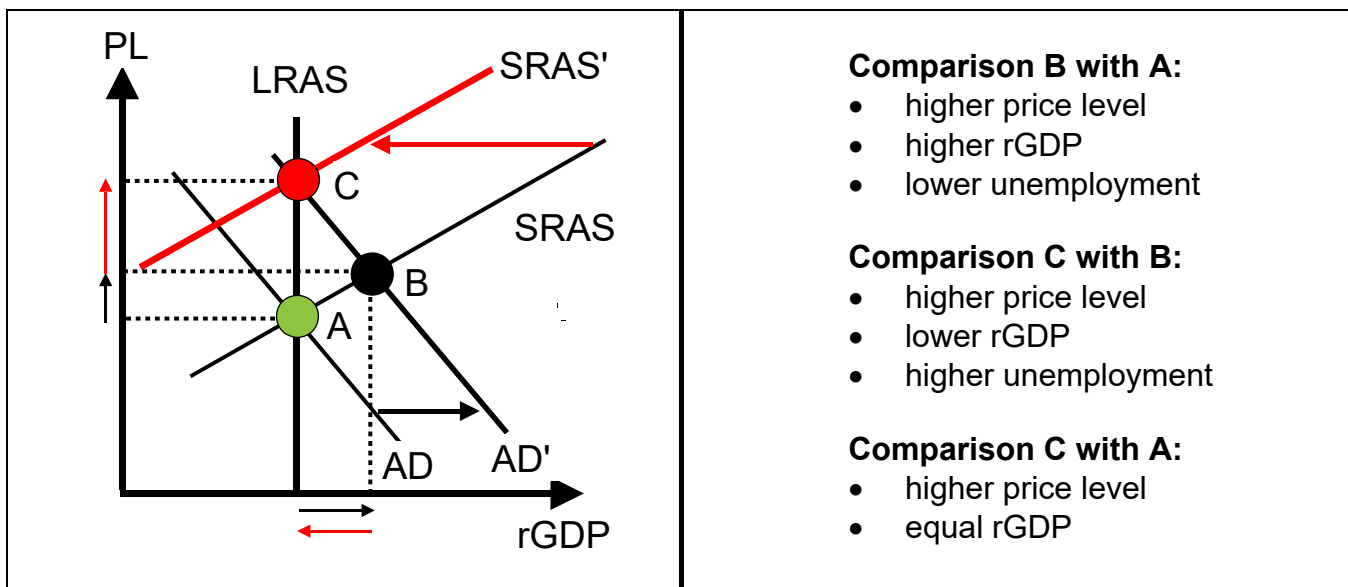 PL
LRAS
SRAS'
C
SRAS
B
A
AD
AD'
rGDP
Comparison B with A:
• higher price level
• higher rGDP
• lower unemployment
Comparison C with B:
• higher price level
• lower rGDP
• higher unemployment
Comparison C with A:
• higher price level
• equal rGDP